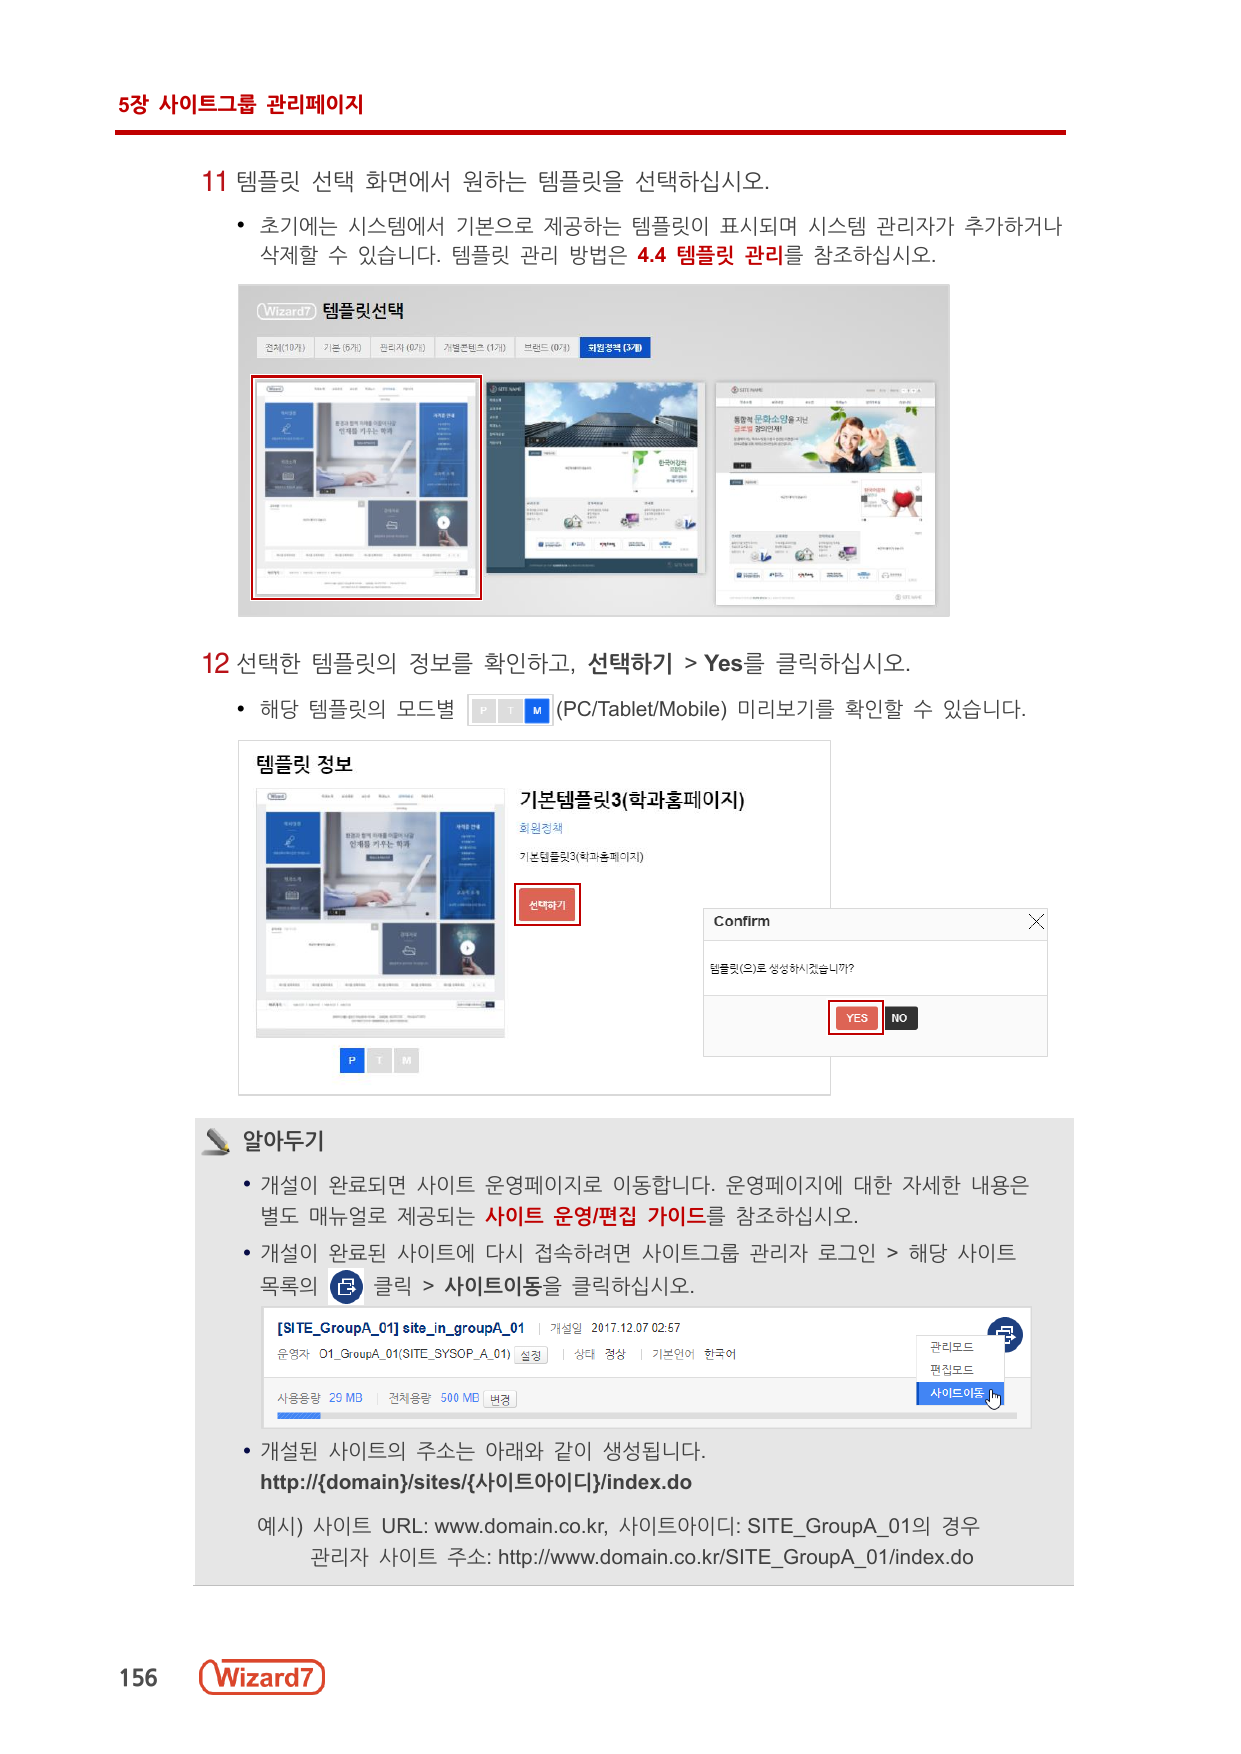 5장 사이트그룹 관리페이지
11 템플릿 선택 화면에서 원하는 템플릿을 선택하십시오.
• 초기에는 시스템에서 기본으로 제공하는 템플릿이 표시되며 시스템 관리자가 추가하거나
삭제할 수 있습니다. 템플릿 관리 방법은 4.4 템플릿 관리를 참조하십시오.
Wizard7 템플릿선택
전체(10개) 기본 (6개) 관리자 (0개) 개별콘텐츠 (1개) 브랜드 (0개) 회원정책 (3개)
통합적 문화소양을 지닌
글로벌 강의인재!
12 선택한 템플릿의 정보를 확인하고, 선택하기 > Yes를 클릭하십시오.
• 해당 템플릿의 모드별 P T M (PC/Tablet/Mobile) 미리보기를 확인할 수 있습니다.
템플릿 정보
기본템플릿3(학과홈페이지)
회원정책
기본템플릿3(학과홈페이지)
선택하기
P T M
Confirm
템플릿(으)로 생성하시겠습니까?
YES NO
알아두기
• 개설이 완료되면 사이트 운영페이지로 이동합니다. 운영페이지에 대한 자세한 내용은
별도 매뉴얼로 제공되는 사이트 운영/편집 가이드를 참조하십시오.
• 개설이 완료된 사이트에 다시 접속하려면 사이트그룹 관리자 로그인 > 해당 사이트
목록의 클릭 > 사이트이동을 클릭하십시오.
[SITE_GroupA_01] site_in_groupA_01 | 개설일 2017.12.07 02:57
운영자 O1_GroupA_01(SITE_SYSOP_A_01) 설정 | 상태 정상 | 기본언어 한국어
관리모드
편집모드
사이트이동
사용용량 29 MB | 전체용량 500 MB 변경
• 개설된 사이트의 주소는 아래와 같이 생성됩니다.
http://{domain}/sites/{사이트아이디}/index.do
예시) 사이트 URL: www.domain.co.kr, 사이트아이디: SITE_GroupA_01의 경우
관리자 사이트 주소: http://www.domain.co.kr/SITE_GroupA_01/index.do
156 Wizard7